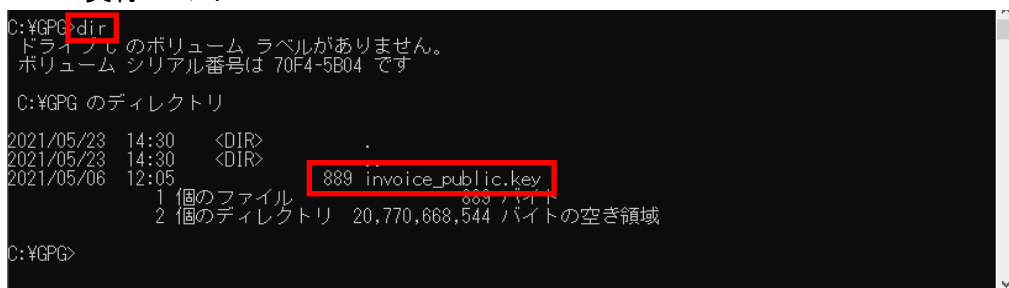 C:¥GPG>dir
ドライブ C のボリューム ラベルがありません。
ボリューム シリアル番号は 70F4-5B04 です
C:¥GPG のディレクトリ
2021/05/23 14:30 <DIR> .
2021/05/23 14:30 <DIR> ..
2021/05/06 12:05 889 invoice_public.key
1 個のファイル 889 バイト
2 個のディレクトリ 20,770,668,544 バイトの空き領域
C:¥GPG>